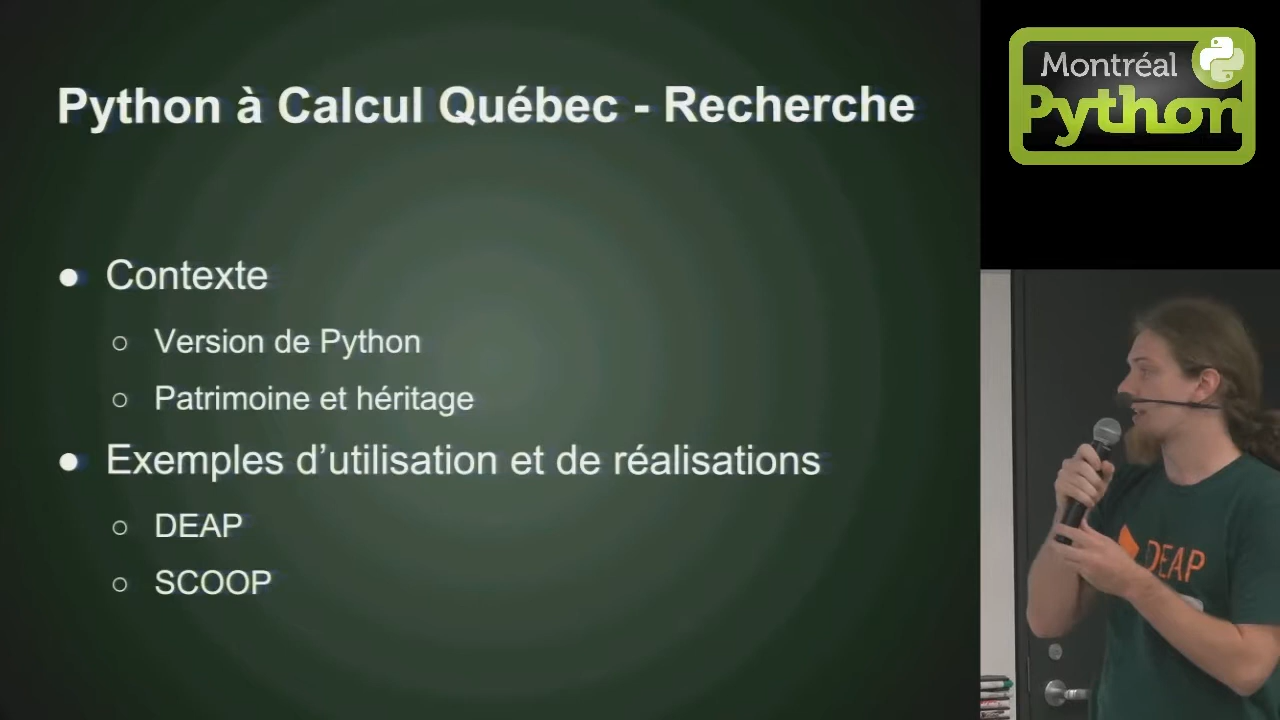 Python à Calcul Québec - Recherche
● Contexte
○ Version de Python
○ Patrimoine et héritage
● Exemples d’utilisation et de réalisations
○ DEAP
○ SCOOP
Montréal
Python
DEAP